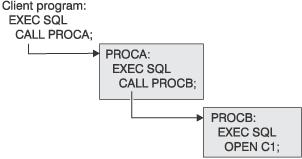 Client program:
EXEC SQL
CALL PROCA;
PROCA:
EXEC SQL
CALL PROCB;
PROCB:
EXEC SQL
OPEN C1;